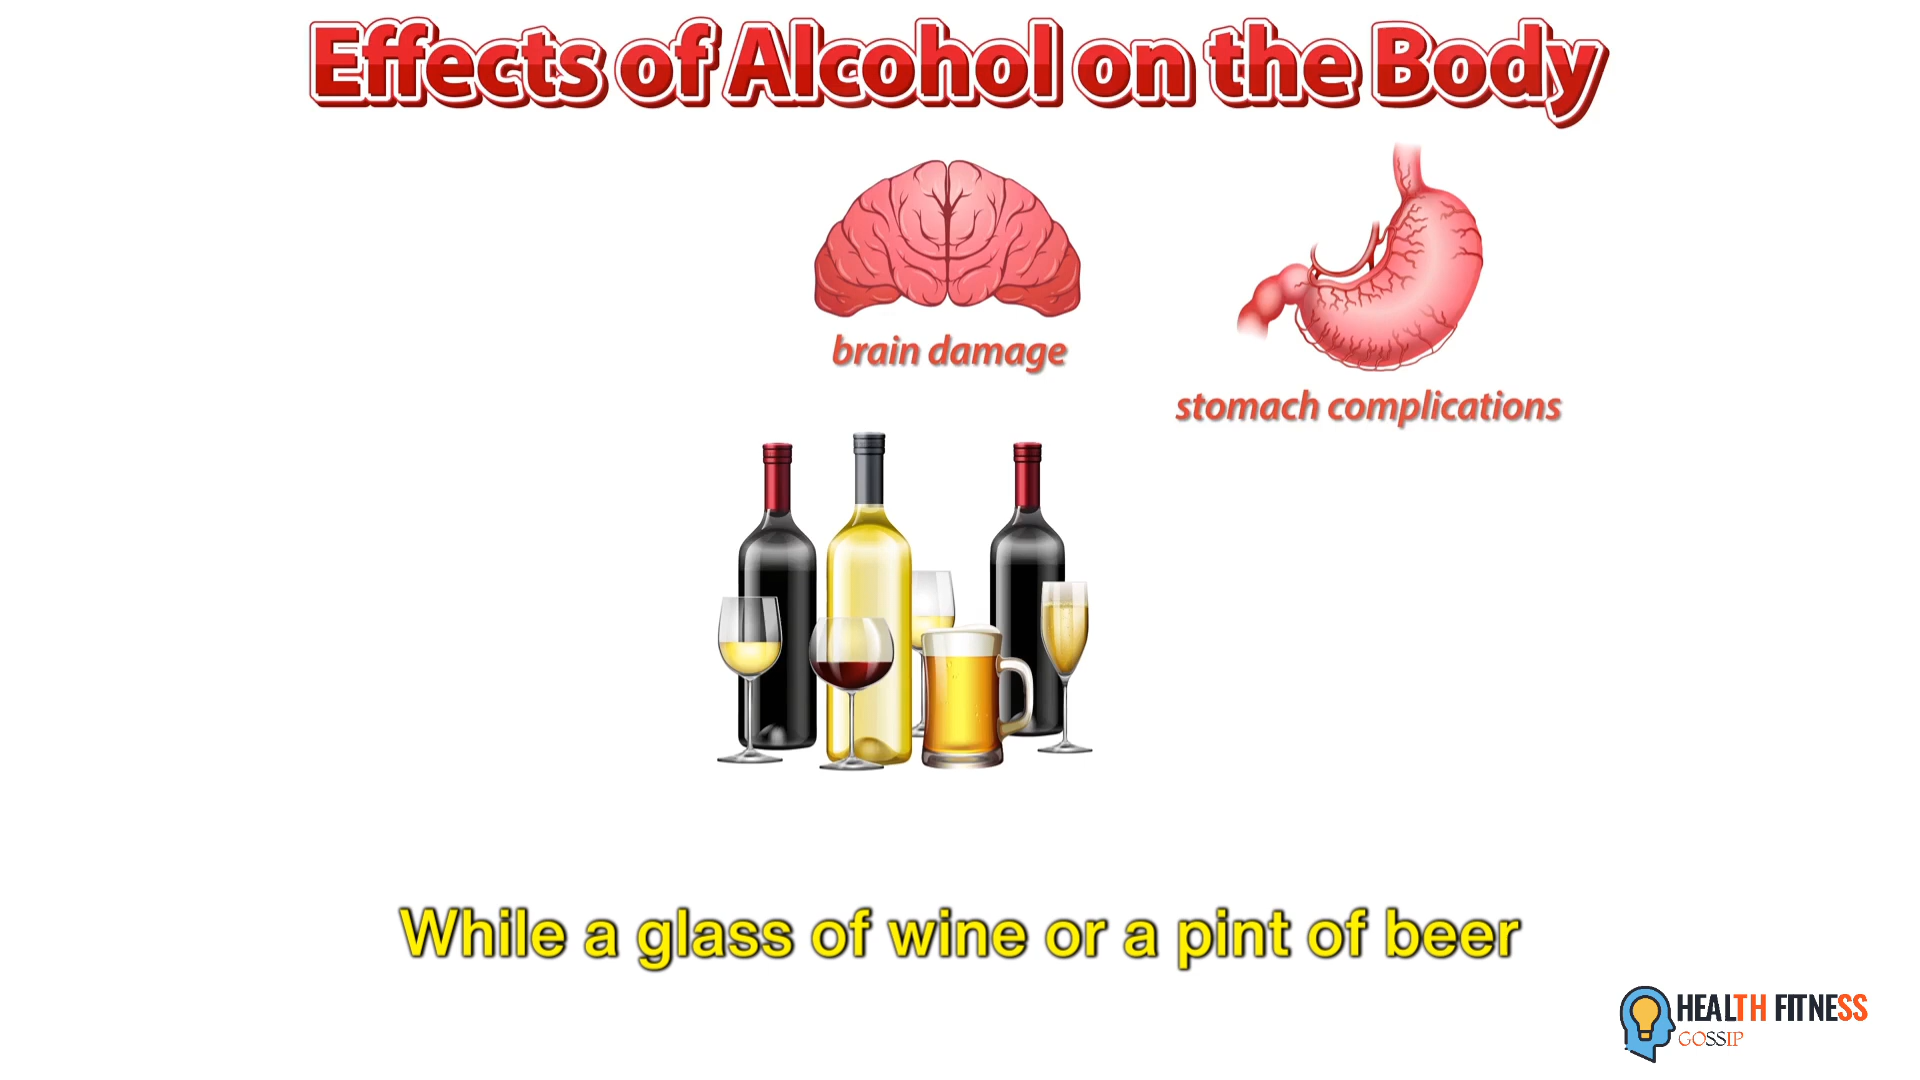 Effects of Alcohol on the Body
brain damage
stomach complications
While a glass of wine or a pint of beer
HEALTH FITNESS
GOSSIP